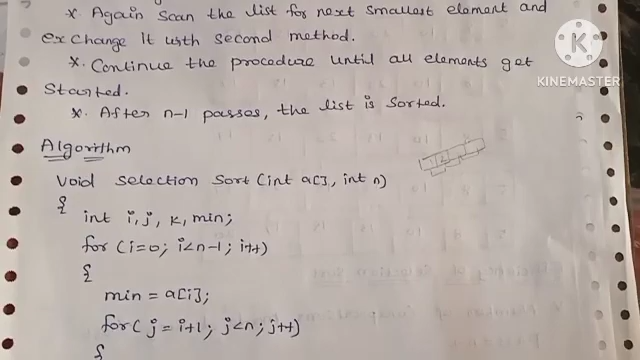 *. Again scan the list for next smallest element and
exchange it with second method.
*. Continue the procedure until all elements get
Started.
*. After n-1 passes, the list is sorted.
Algorithm
Void selection sort (int a[], int n)
{
int i, j, k, min;
for (i=0; i<n-1; i++)
{
min = a[i];
for( j = i+1; j<n; j++)
{
KINEMASTER